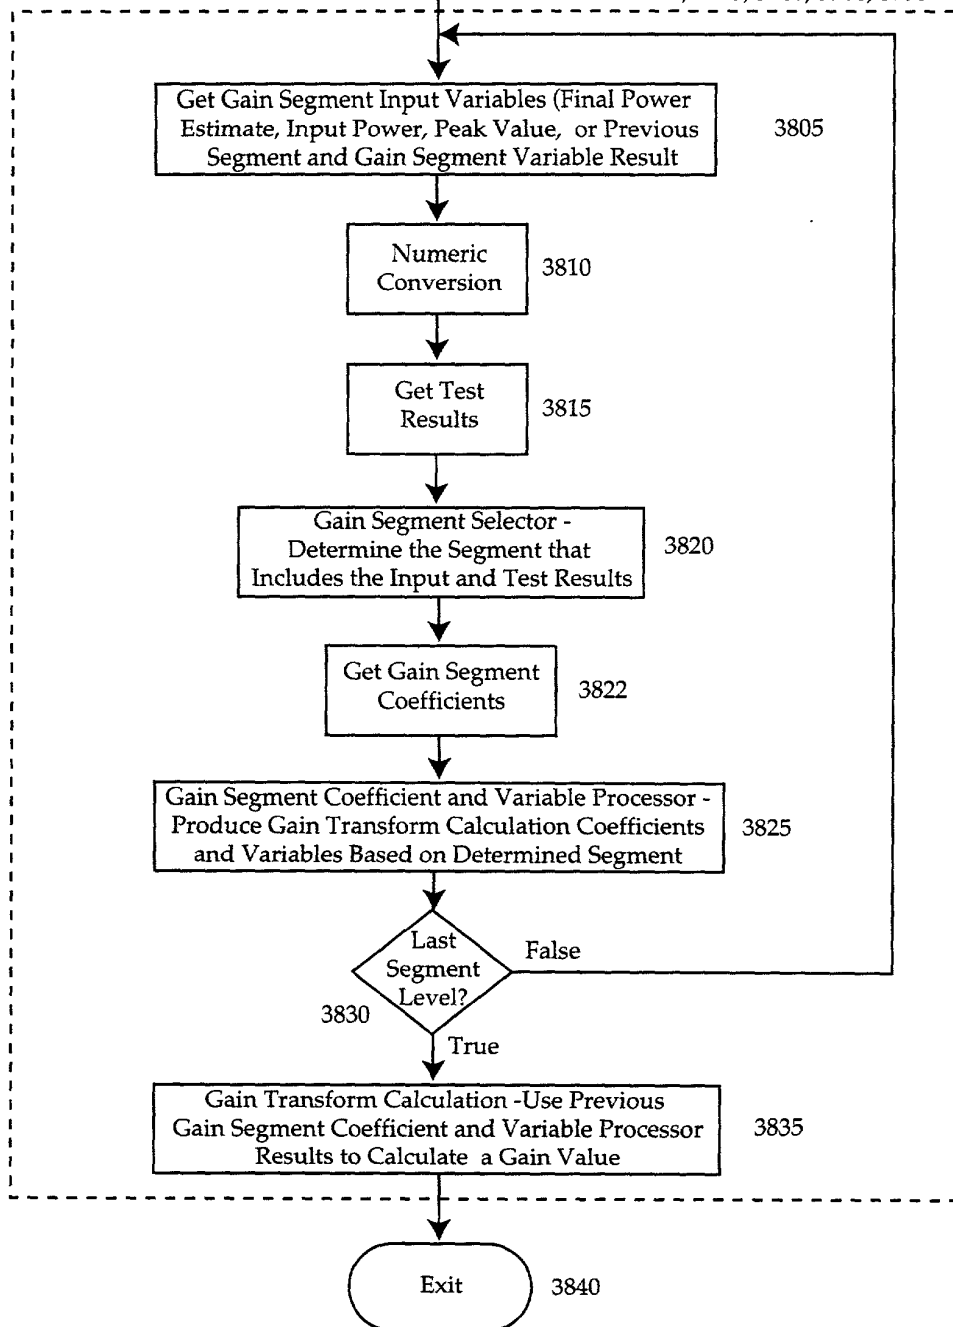 Get Gain Segment Input Variables (Final Power
Estimate, Input Power, Peak Value, or Previous
Segment and Gain Segment Variable Result
3805
Numeric
Conversion
3810
Get Test
Results
3815
Gain Segment Selector -
Determine the Segment that
Includes the Input and Test Results
3820
Get Gain Segment
Coefficients
3822
Gain Segment Coefficient and Variable Processor -
Produce Gain Transform Calculation Coefficients
and Variables Based on Determined Segment
3825
Last
Segment
Level?
False
3830
True
Gain Transform Calculation -Use Previous
Gain Segment Coefficient and Variable Processor
Results to Calculate a Gain Value
3835
Exit
3840